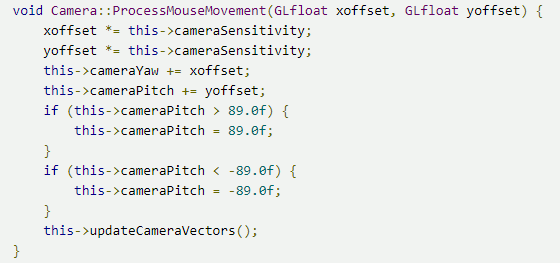 void Camera::ProcessMouseMovement(GLfloat xoffset, GLfloat yoffset) {
    xoffset *= this->cameraSensitivity;
    yoffset *= this->cameraSensitivity;
    this->cameraYaw += xoffset;
    this->cameraPitch += yoffset;
    if (this->cameraPitch > 89.0f) {
        this->cameraPitch = 89.0f;
    }
    if (this->cameraPitch < -89.0f) {
        this->cameraPitch = -89.0f;
    }
    this->updateCameraVectors();
}